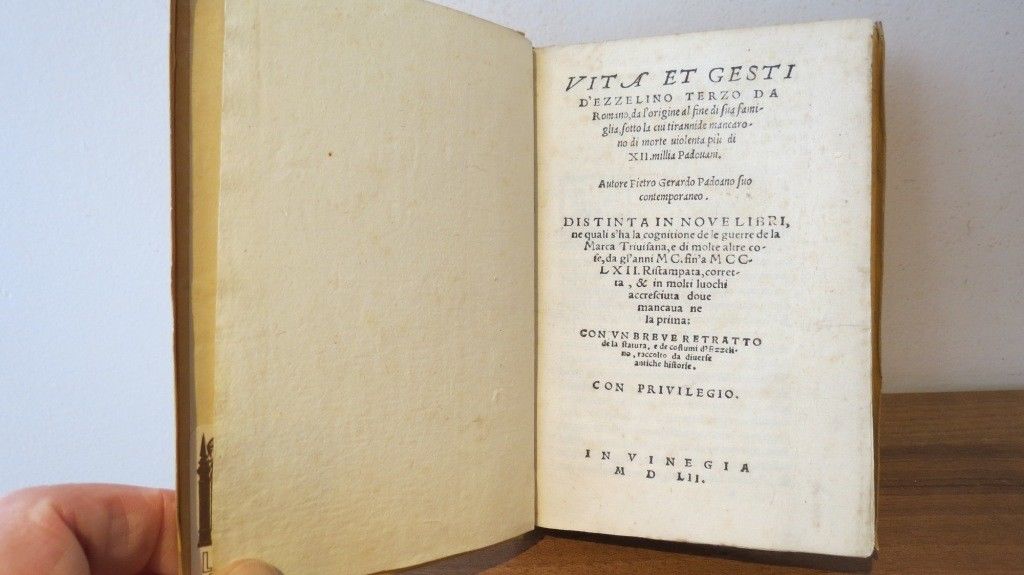 VITA ET GESTI
D'EZZELINO TERZO DA
Romano, da l'origine al fine di sua fami-
glia, sotto la cui tirannide mancaro-
no di morte uiolenta più di
XII. millia Padouani.
Autore Pietro Gerardo Padoano suo
contemporaneo.
DISTINTA IN NOVE LIBRI,
ne quali s'ha la cognitione de le guerre de la
Marca Triuisana, e di molte altre co-
se, da gl'anni MC. fin'a MCC-
LXII. Ristampata, corret-
ta, & in molti luochi
accresciuta doue
mancaua ne
la prima:
CON VN BREVE RETRATTO
de la statura, e de costumi d'Ezzeli-
no, raccolto da diuerse
antiche historie.
CON PRIVILEGIO.
IN VINEGIA
M D LII.
L